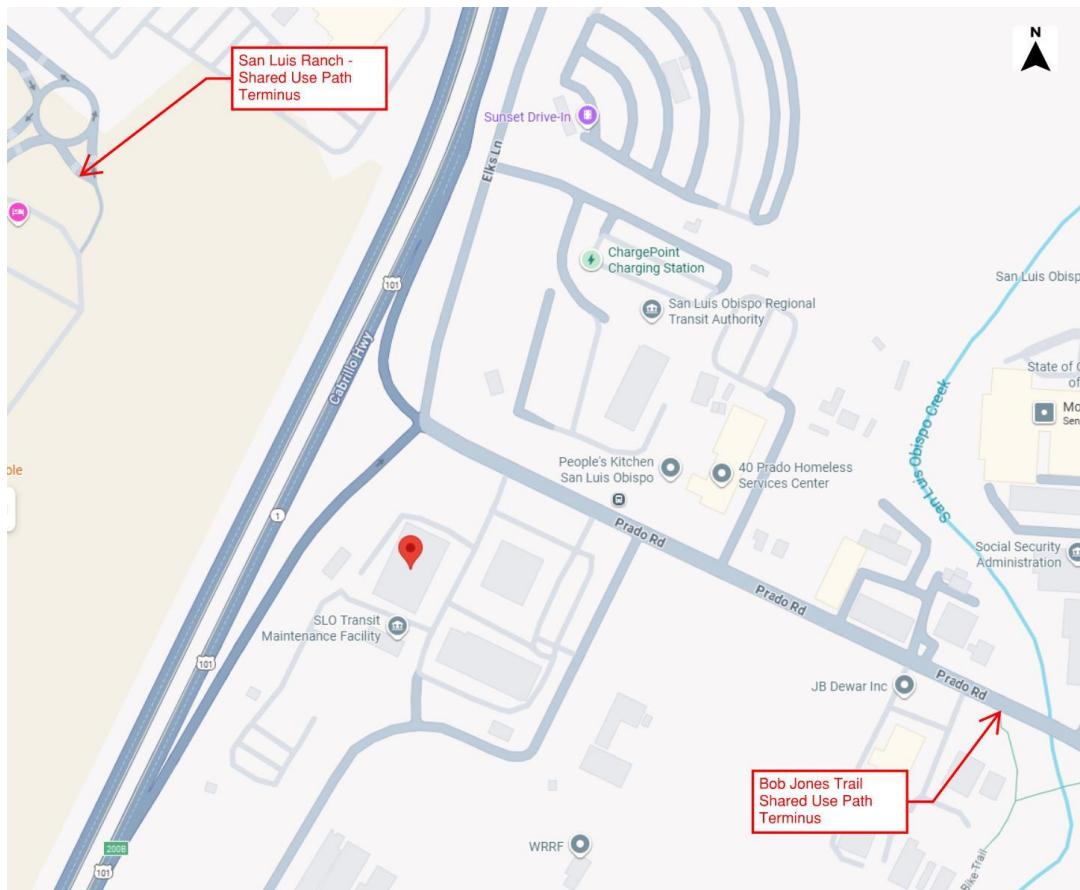 N
San Luis Ranch -
Shared Use Path
Terminus
Sunset Drive-In
Elks Ln
ChargePoint
Charging Station
San Luis Obisp
101
San Luis Obispo Regional
Transit Authority
Cabrillo Hwy
State of C
of
Mo
Sen
San Luis Obispo Creek
ple
People's Kitchen
San Luis Obispo
40 Prado Homeless
Services Center
1
Prado Rd
Social Security
Administration
Prado Rd
SLO Transit
Maintenance Facility
101
JB Dewar Inc
Prado Rd
Bob Jones Trail
Shared Use Path
Terminus
200B
WRRF
101
Bike Trail